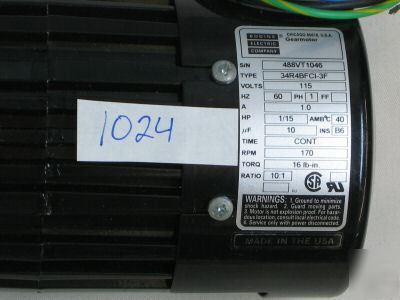 BODINE ELECTRIC COMPANY
CHICAGO 60618, U.S.A.
Gearmotor
S/N 488VT1046
TYPE 34R4BFCI-3F
VOLTS 115
HZ 60 PH 1 FF
A 1.0
HP 1/15 AMB°C 40
µF 10 INS B6
TIME CONT
RPM 170
TORQ 16 lb-in.
RATIO 10:1
WARNINGS: 1. Ground to minimize
shock hazard. 2. Guard moving parts.
3. Motor is not explosion proof. For hazar-
dous location, consult local electrical code.
4. Service only with power disconnected.
MADE IN THE USA
1024